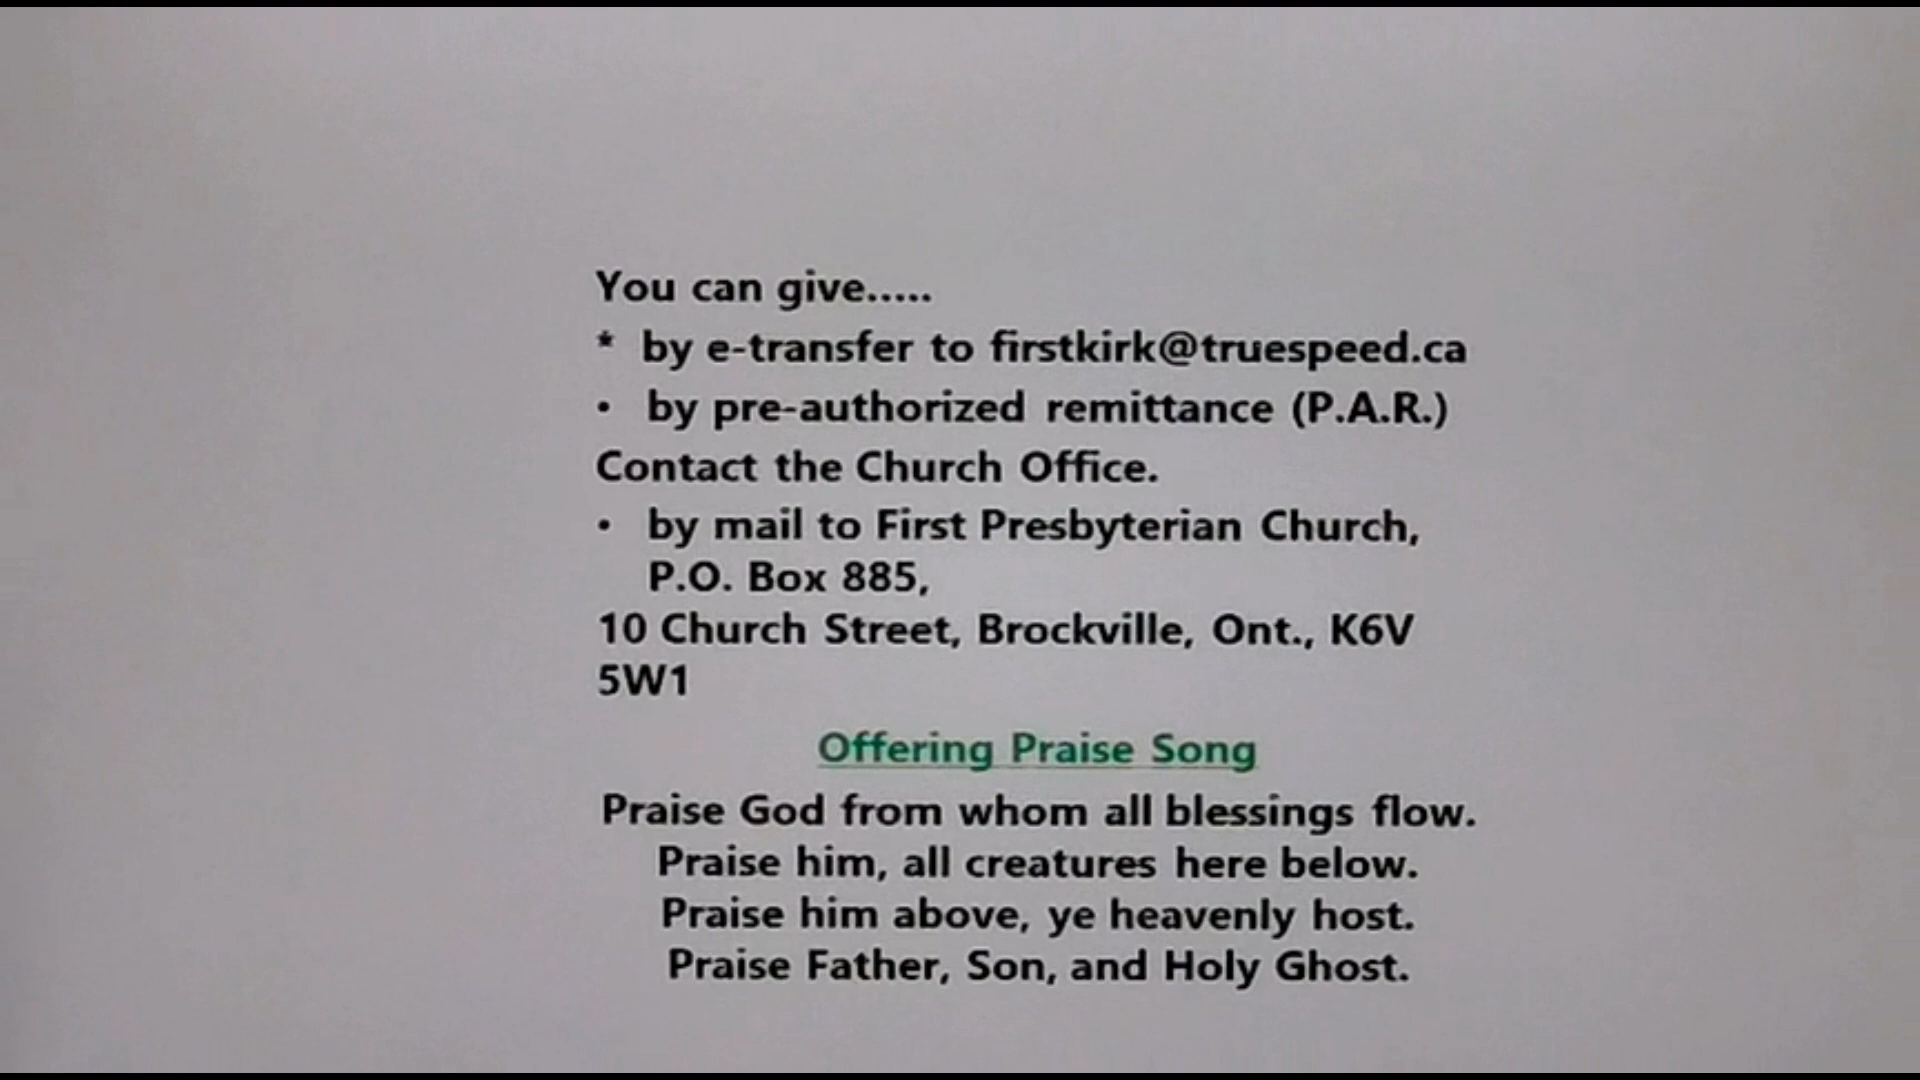 You can give.....
* by e-transfer to firstkirk@truespeed.ca
• by pre-authorized remittance (P.A.R.)
Contact the Church Office.
• by mail to First Presbyterian Church,
P.O. Box 885,
10 Church Street, Brockville, Ont., K6V
5W1
Offering Praise Song
Praise God from whom all blessings flow.
Praise him, all creatures here below.
Praise him above, ye heavenly host.
Praise Father, Son, and Holy Ghost.